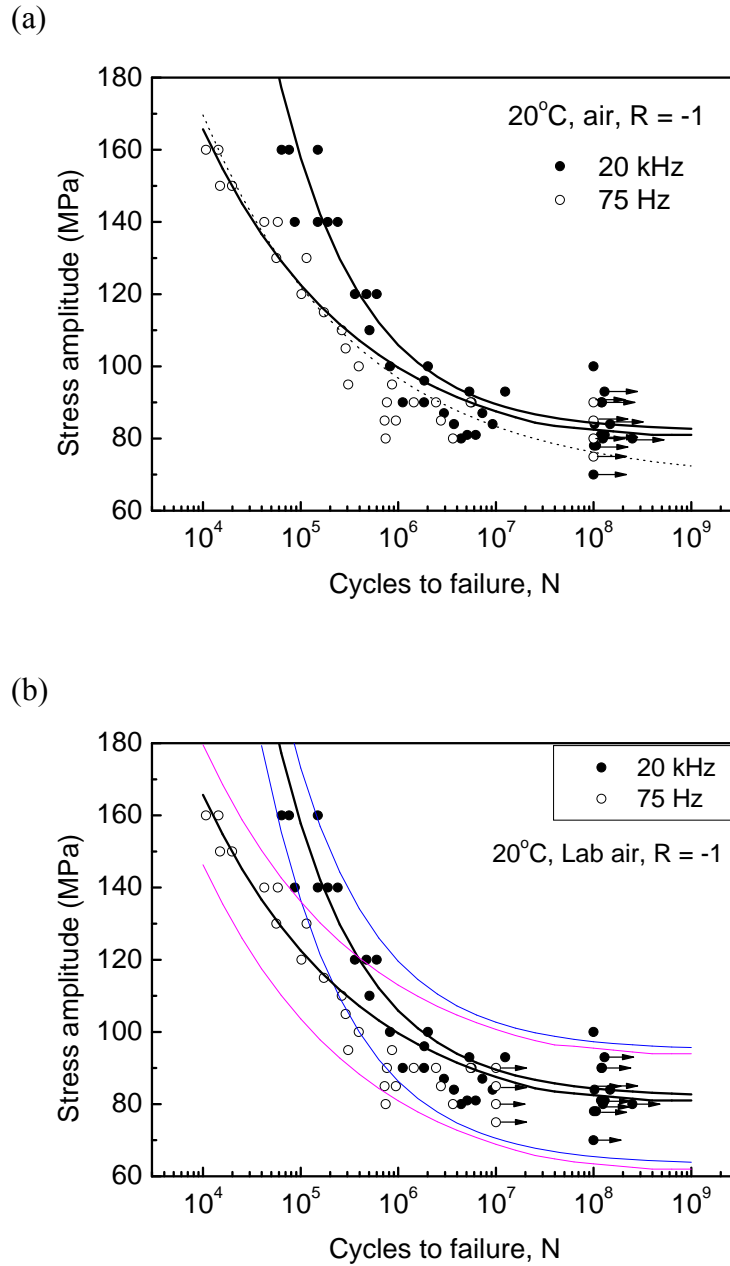 (a)
180
160
140
120
100
80
60
Stress amplitude (MPa)
20°C, air, R = -1
20 kHz
75 Hz
10⁴ 10⁵ 10⁶ 10⁷ 10⁸ 10⁹
Cycles to failure, N
(b)
180
160
140
120
100
80
60
Stress amplitude (MPa)
20 kHz
75 Hz
20°C, Lab air, R = -1
10⁴ 10⁵ 10⁶ 10⁷ 10⁸ 10⁹
Cycles to failure, N